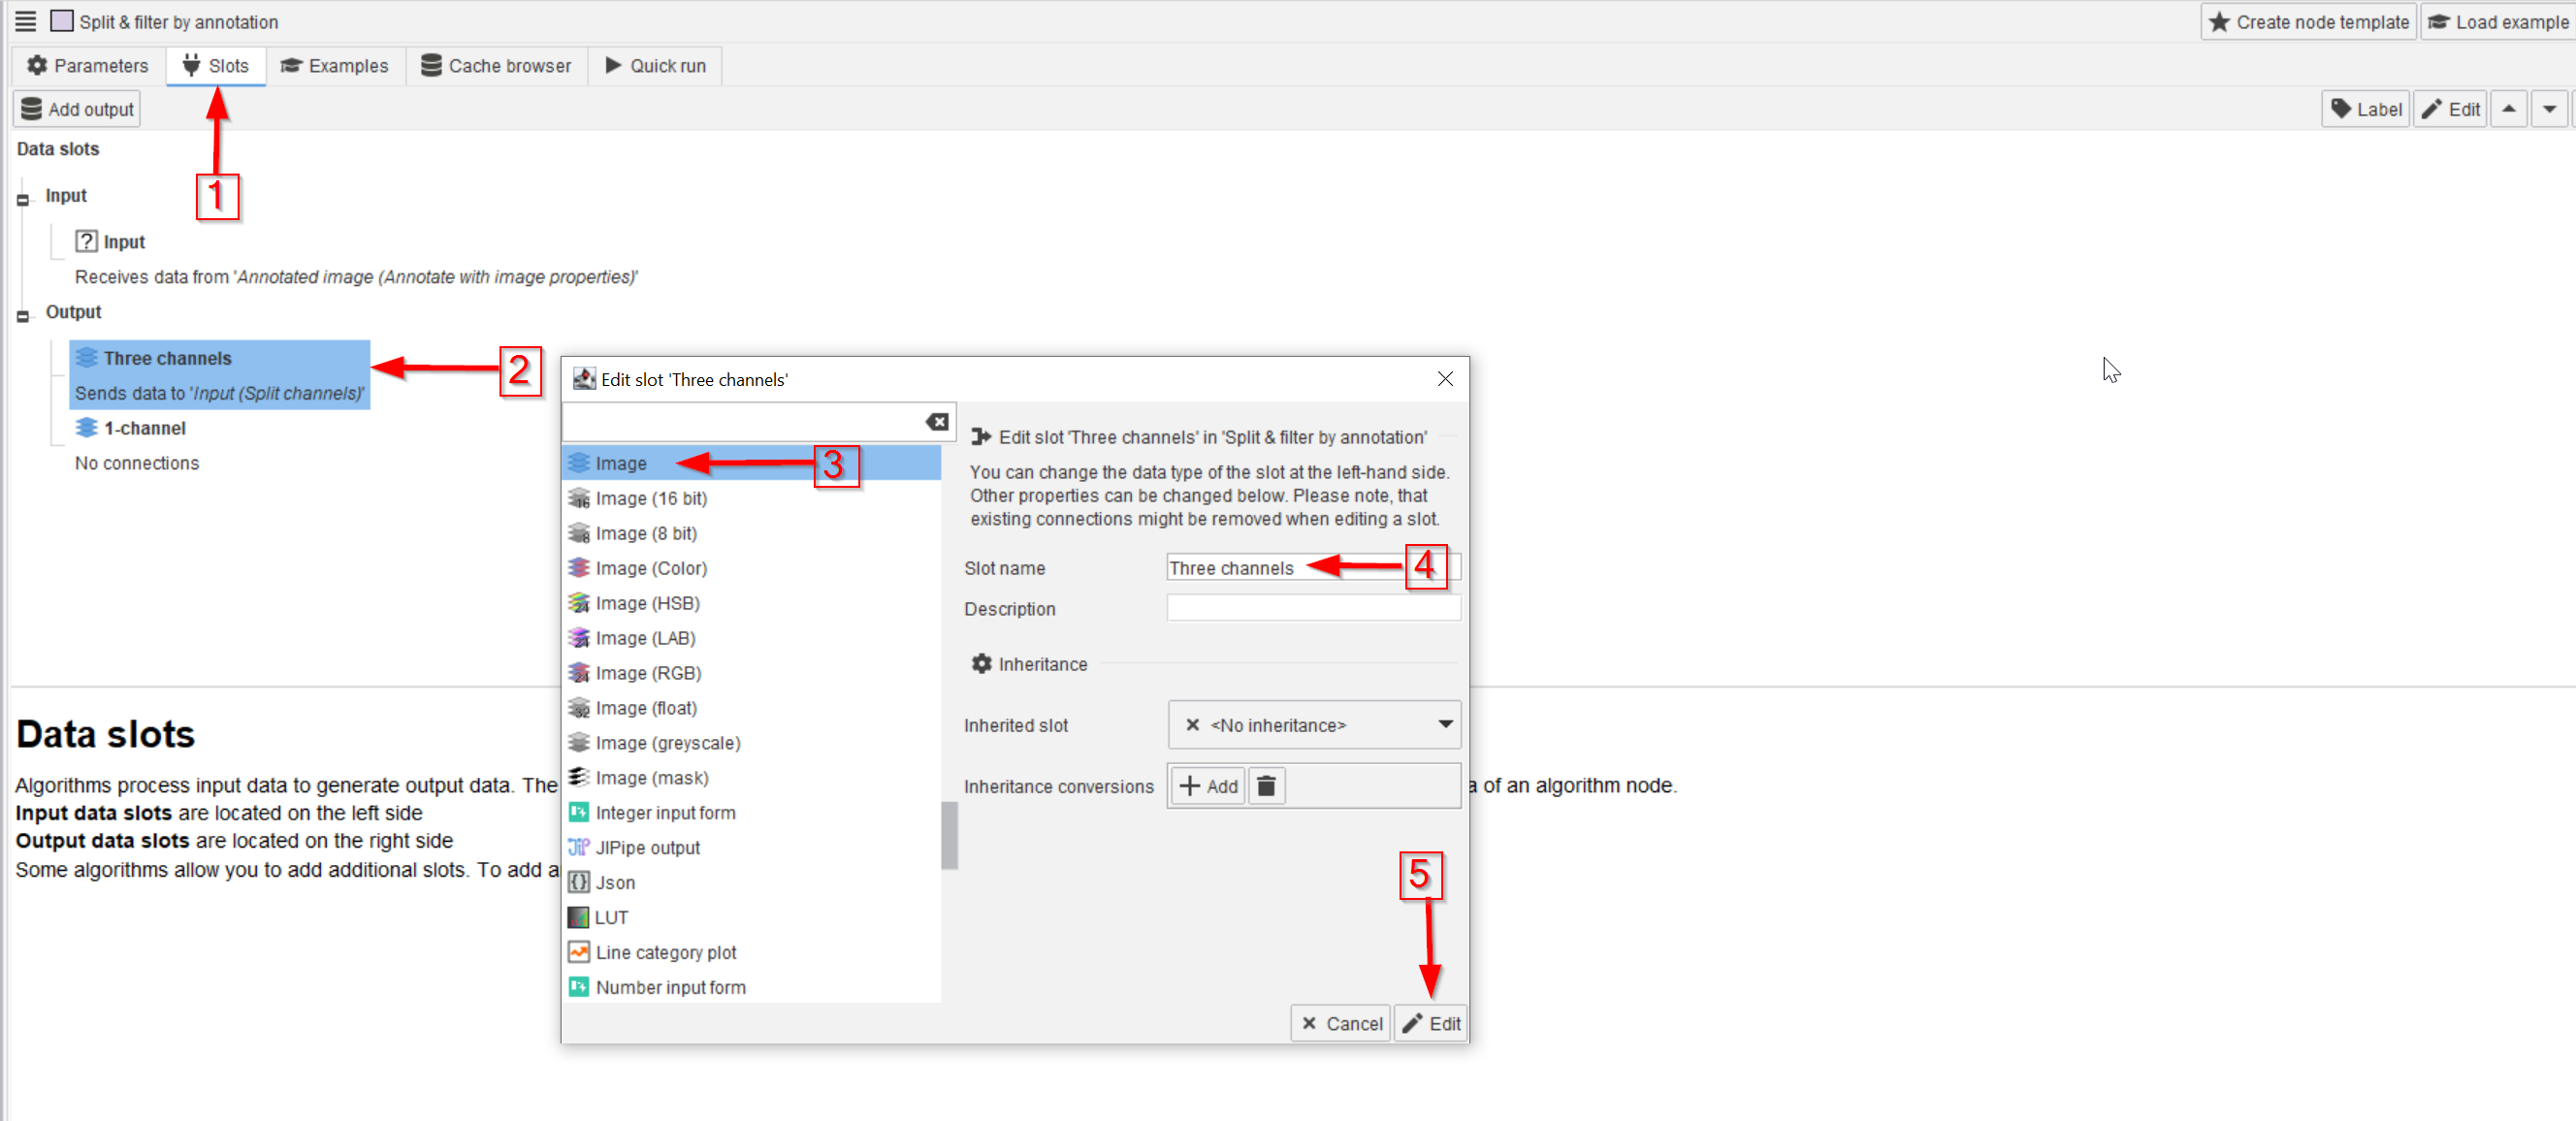 Split & filter by annotation
Create node template
Load example
Parameters
Slots
Examples
Cache browser
Quick run
Add output
Label
Edit
Data slots
1
Input
Input
Receives data from 'Annotated image (Annotate with image properties)'
Output
Three channels
Sends data to 'Input (Split channels)'
2
1-channel
No connections
Edit slot 'Three channels'
Image
3
Image (16 bit)
Image (8 bit)
Image (Color)
Image (HSB)
Image (LAB)
Image (RGB)
Image (float)
Image (greyscale)
Image (mask)
Integer input form
JIPipe output
Json
LUT
Line category plot
Number input form
Edit slot 'Three channels' in 'Split & filter by annotation'
You can change the data type of the slot at the left-hand side.
Other properties can be changed below. Please note, that
existing connections might be removed when editing a slot.
Slot name
Three channels
4
Description
Inheritance
Inherited slot
<No inheritance>
Inheritance conversions
Add
5
Cancel
Edit
Data slots
Algorithms process input data to generate output data. The
a of an algorithm node.
Input data slots are located on the left side
Output data slots are located on the right side
Some algorithms allow you to add additional slots. To add a